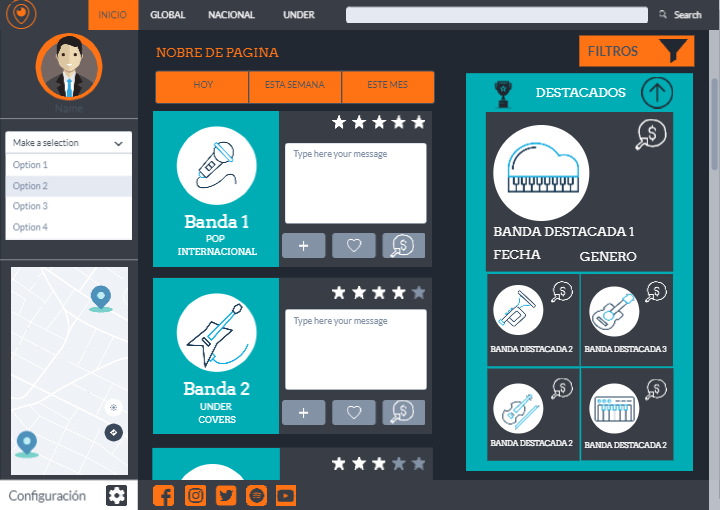 INICIO
GLOBAL
NACIONAL
UNDER
Search
Name
Make a selection
Option 1
Option 2
Option 3
Option 4
Configuración
NOBRE DE PAGINA
FILTROS
HOY
ESTA SEMANA
ESTE MES
Banda 1
POP
INTERNACIONAL
Type here your message
Banda 2
UNDER
COVERS
Type here your message
DESTACADOS
BANDA DESTACADA 1
FECHA
GENERO
BANDA DESTACADA 2
BANDA DESTACADA 3
BANDA DESTACADA 2
BANDA DESTACADA 2